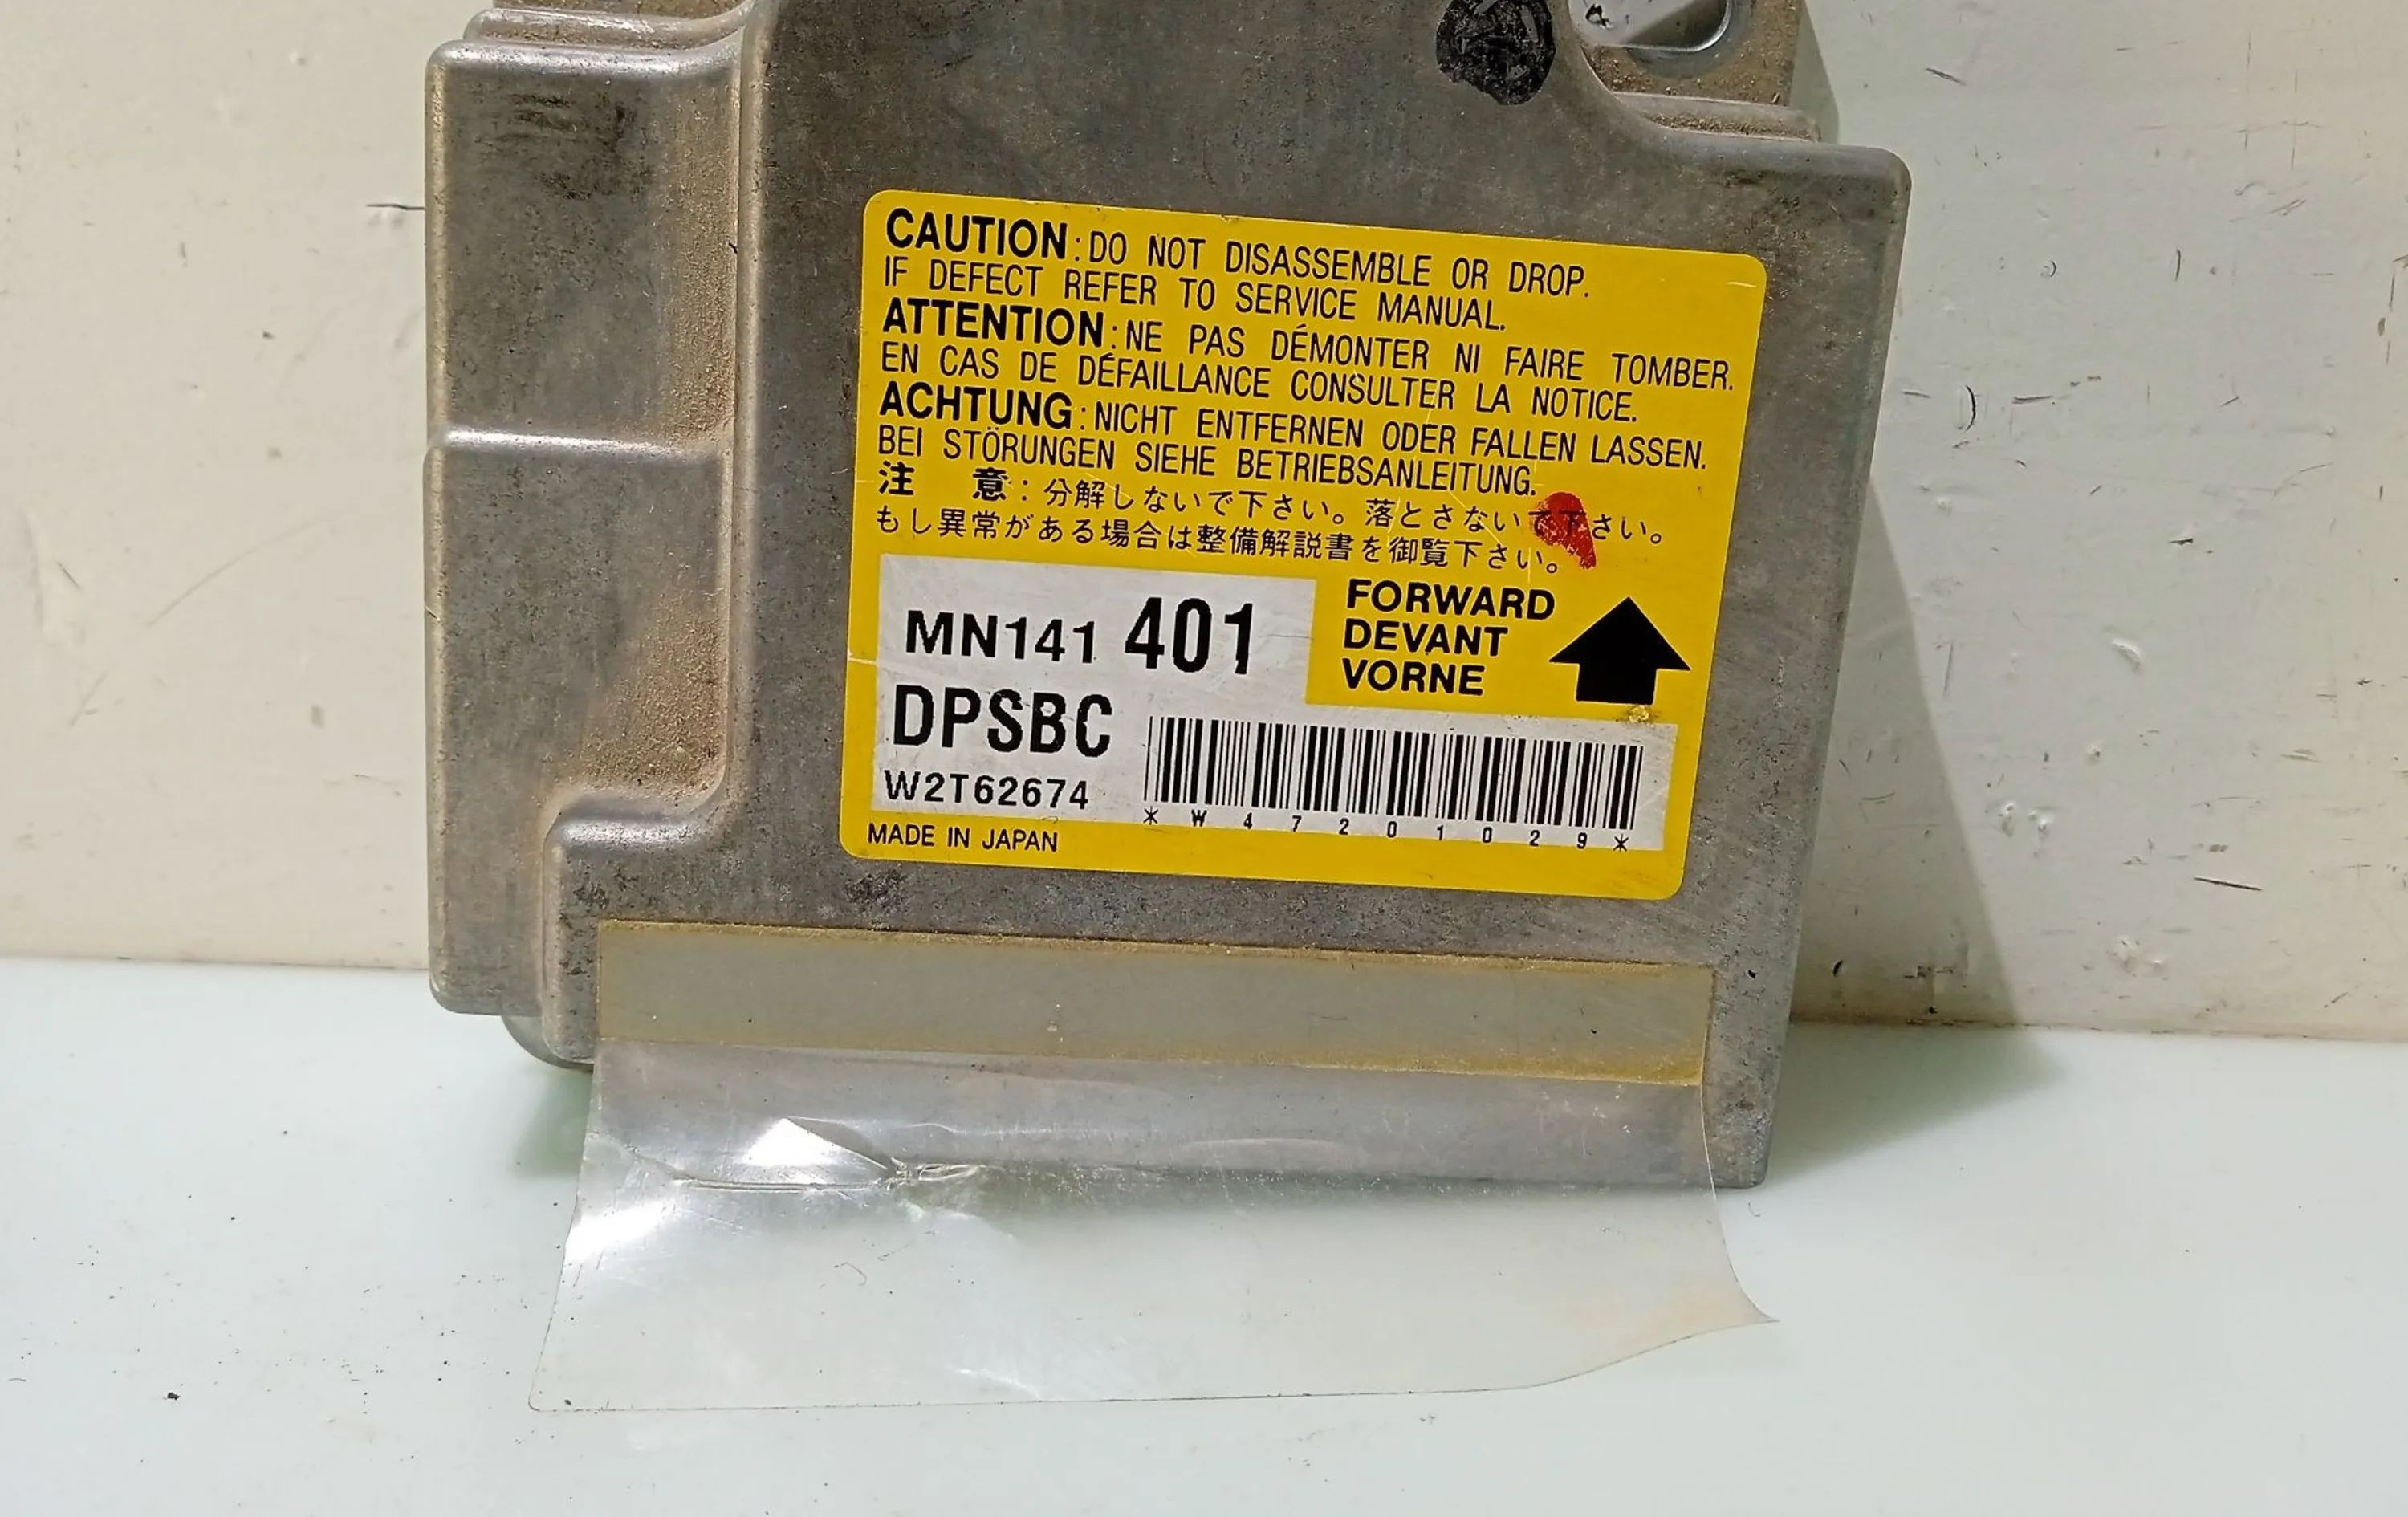 CAUTION:DO NOT DISASSEMBLE OR DROP.
IF DEFECT REFER TO SERVICE MANUAL.
ATTENTION:NE PAS DÉMONTER NI FAIRE TOMBER.
EN CAS DE DÉFAILLANCE CONSULTER LA NOTICE.
ACHTUNG:NICHT ENTFERNEN ODER FALLEN LASSEN.
BEI STÖRUNGEN SIEHE BETRIEBSANLEITUNG.
注 意:分解しないで下さい。落とさないで下さい。
もし異常がある場合は整備解説書を御覧下さい。
MN141 401
FORWARD
DEVANT
VORNE
DPSBC
W2T62674
*W47201029*
MADE IN JAPAN